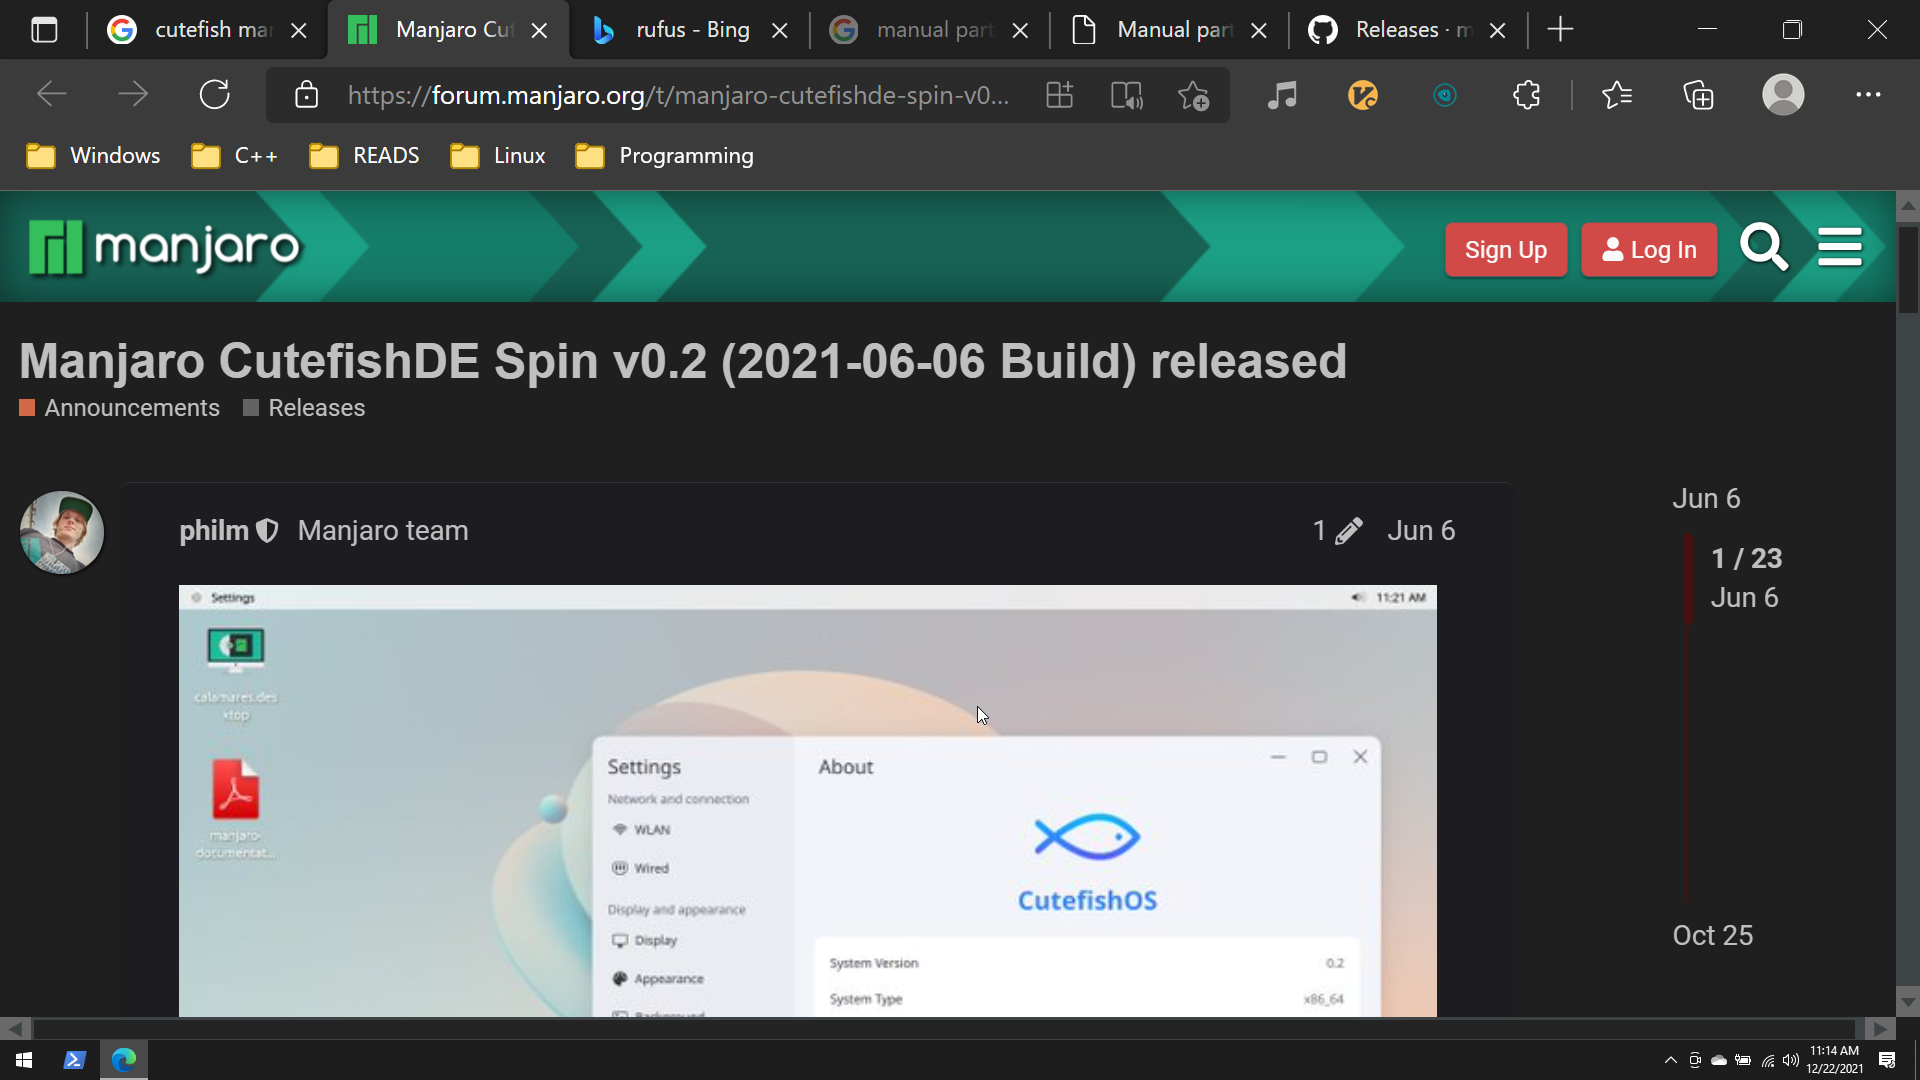 cutefish mar
Manjaro Cut
rufus - Bing
manual part
Manual part
Releases · m
https://forum.manjaro.org/t/manjaro-cutefishde-spin-v0...
Windows
C++
READS
Linux
Programming
manjaro
Sign Up
Log In
Manjaro CutefishDE Spin v0.2 (2021-06-06 Build) released
Announcements
Releases
philm
Manjaro team
1
Jun 6
Jun 6
1 / 23
Jun 6
Oct 25
Settings
11:21 AM
calamares.des
ktop
manjaro-
documentat...
Settings
Network and connection
WLAN
Wired
Display and appearance
Display
Appearance
Background
About
CutefishOS
System Version
0.2
System Type
x86_64
11:14 AM
12/22/2021